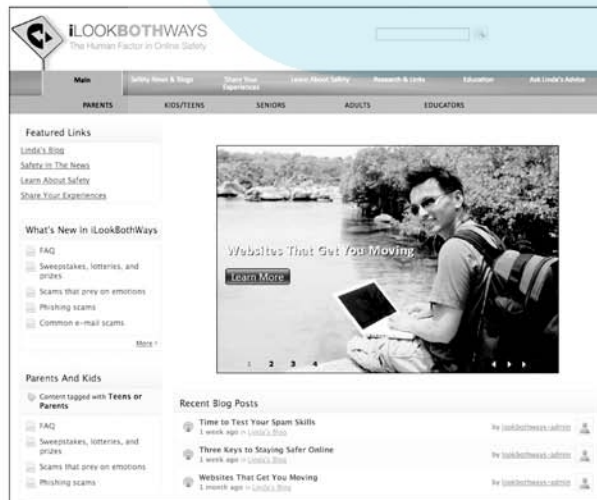 iLOOKBOTHWAYS
The Human Factor in Online Safety
Main
Safety News & Blogs
Share Your
Experiences
Learn About Safety
Research & Links
Education
Ask Linda's Advice
PARENTS
KIDS/TEENS
SENIORS
ADULTS
EDUCATORS
Featured Links
Linda's Blog
Safety In The News
Learn About Safety
Share Your Experiences
What's New in iLookBothWays
FAQ
Sweepstakes, lotteries, and
prizes
Scams that prey on emotions
Phishing scams
Common e-mail scams
More
Parents And Kids
Content tagged with Teens or
Parents
FAQ
Sweepstakes, lotteries, and
prizes
Scams that prey on emotions
Phishing scams
Websites That Get You Moving
Learn More
1 2 3 4
Recent Blog Posts
Time to Test Your Spam Skills
1 week ago in Linda's Blog
by lookbothways-admin
Three Keys to Staying Safer Online
1 week ago in Linda's Blog
by lookbothways-admin
Websites That Get You Moving
1 month ago in Linda's Blog
by lookbothways-admin